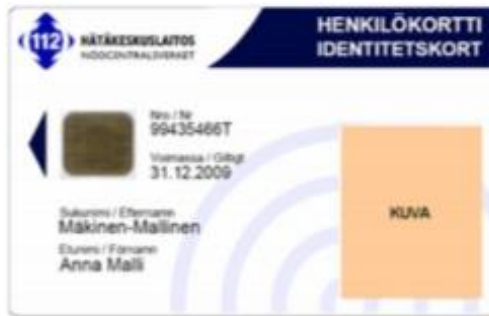 112
HÄTÄKESKUSLAITOS
NÖDCENTRALSVERKET
HENKILÖKORTTI
IDENTITETSKORT
Nro / Nr
99435466T
Voimassa / Giltigt
31.12.2009
Sukunimi / Efternamn
Mäkinen-Mallinen
Etunimi / Förnamn
Anna Malli
KUVA